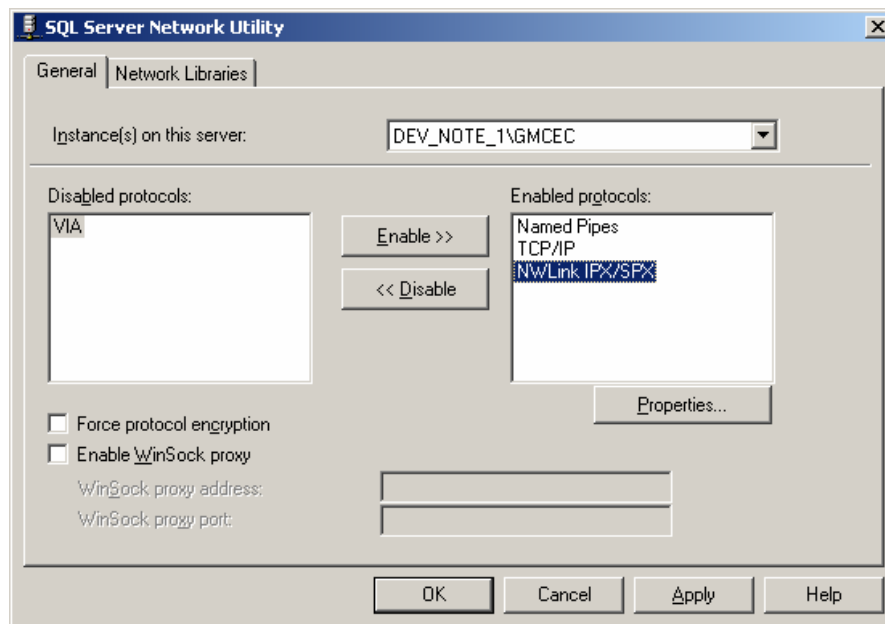 SQL Server Network Utility
General Network Libraries
Instance(s) on this server: DEV_NOTE_1\GMCEC
Disabled protocols: Enabled protocols:
VIA
Enable >>
<< Disable
Named Pipes
TCP/IP
NWLink IPX/SPX
Properties...
Force protocol encryption
Enable WinSock proxy
WinSock proxy address:
WinSock proxy port:
OK Cancel Apply Help